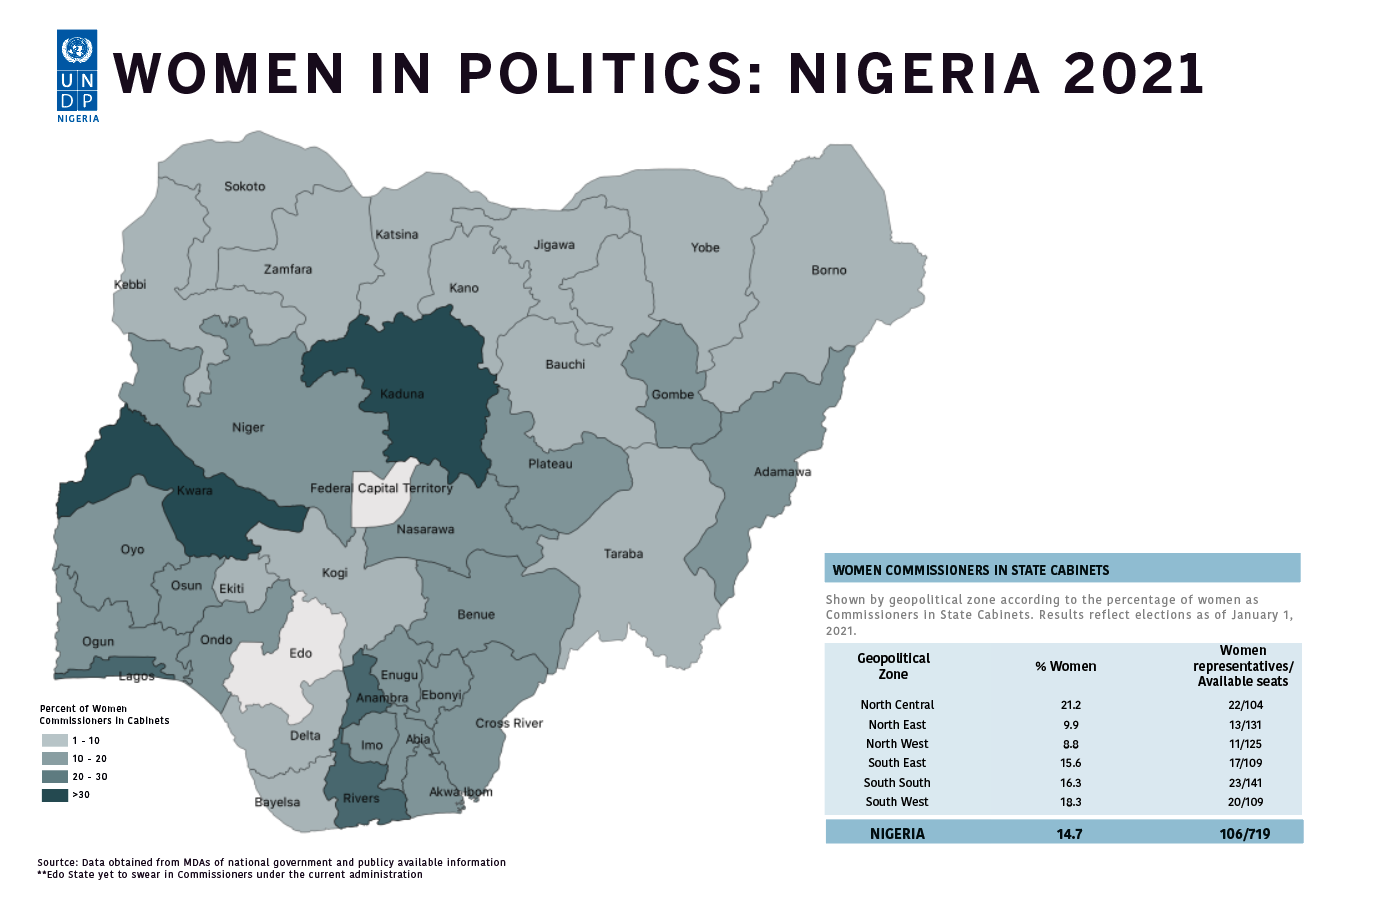 UN
DP
NIGERIA
WOMEN IN POLITICS: NIGERIA 2021
Sokoto
Katsina
Jigawa
Yobe
Zamfara
Borno
Kebbi
Kano
Bauchi
Kaduna
Gombe
Niger
Plateau
Adamawa
Kwara
Federal Capital Territory
Nasarawa
Oyo
Taraba
Kogi
Osun
Ekiti
Benue
Ogun
Ondo
Edo
Lagos
Enugu
Anambra
Ebonyi
Cross River
Delta
Imo
Abia
Bayelsa
Rivers
Akwa Ibom
Percent of Women
Commissioners in Cabinets
1 - 10
10 - 20
20 - 30
>30
WOMEN COMMISSIONERS IN STATE CABINETS
Shown by geopolitical zone according to the percentage of women as
Commissioners in State Cabinets. Results reflect elections as of January 1,
2021.
Geopolitical Zone % Women Women representatives/ Available seats
North Central 21.2 22/104
North East 9.9 13/131
North West 8.8 11/125
South East 15.6 17/109
South South 16.3 23/141
South West 18.3 20/109
NIGERIA 14.7 106/719
Sourtce: Data obtained from MDAs of national government and publicy available information
**Edo State yet to swear in Commissioners under the current administration